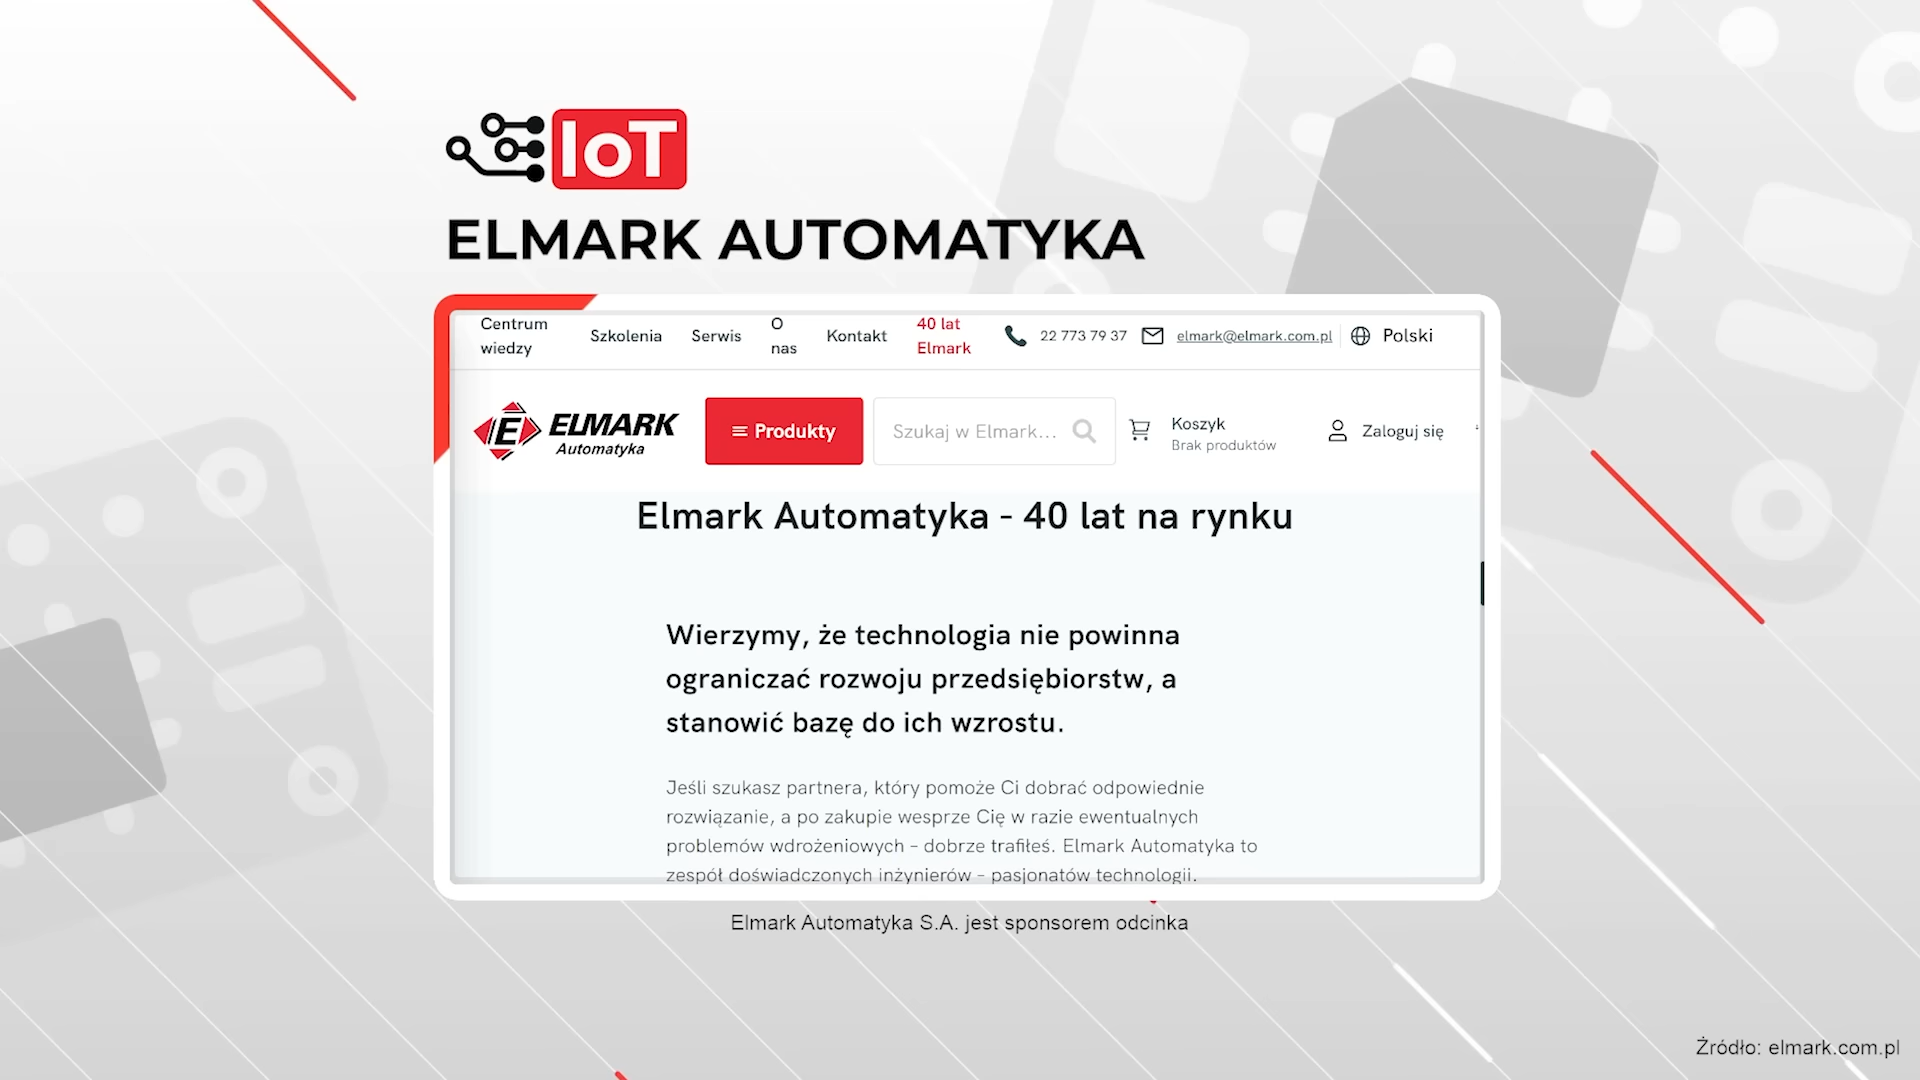 IoT
ELMARK AUTOMATYKA
Centrum
wiedzy
Szkolenia
Serwis
O
nas
Kontakt
40 lat
Elmark
22 773 79 37
elmark@elmark.com.pl
Polski
E ELMARK
Automatyka
Produkty
Szukaj w Elmark...
Koszyk
Brak produktów
Zaloguj się
Elmark Automatyka - 40 lat na rynku
Wierzymy, że technologia nie powinna
ograniczać rozwoju przedsiębiorstw, a
stanowić bazę do ich wzrostu.
Jeśli szukasz partnera, który pomoże Ci dobrać odpowiednie
rozwiązanie, a po zakupie wesprze Cię w razie ewentualnych
problemów wdrożeniowych – dobrze trafiłeś. Elmark Automatyka to
zespół doświadczonych inżynierów – pasjonatów technologii.
Elmark Automatyka S.A. jest sponsorem odcinka
Źródło: elmark.com.pl